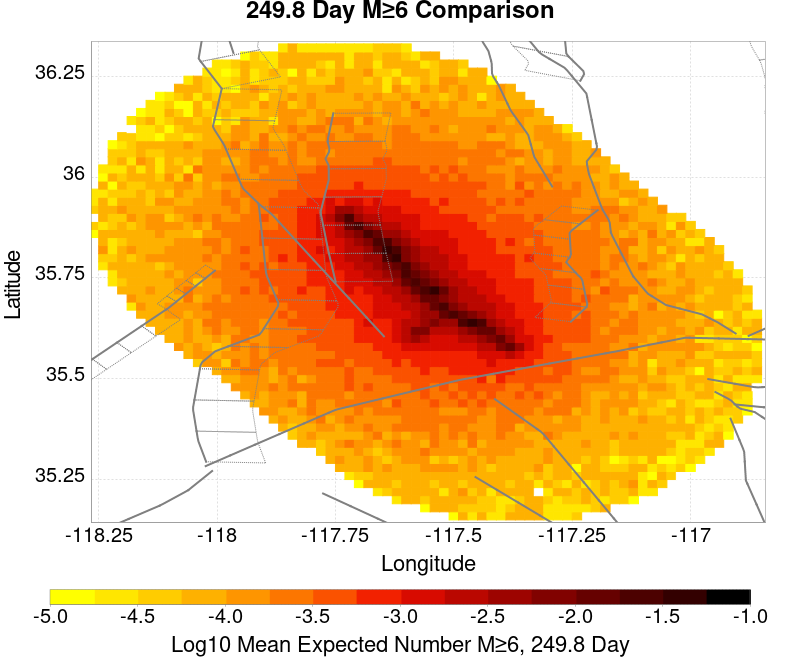 249.8 Day M≥6 Comparison
36.25
36
35.75
35.5
35.25
Latitude
-118.25 -118 -117.75 -117.5 -117.25 -117
Longitude
-5.0 -4.5 -4.0 -3.5 -3.0 -2.5 -2.0 -1.5 -1.0
Log10 Mean Expected Number M≥6, 249.8 Day